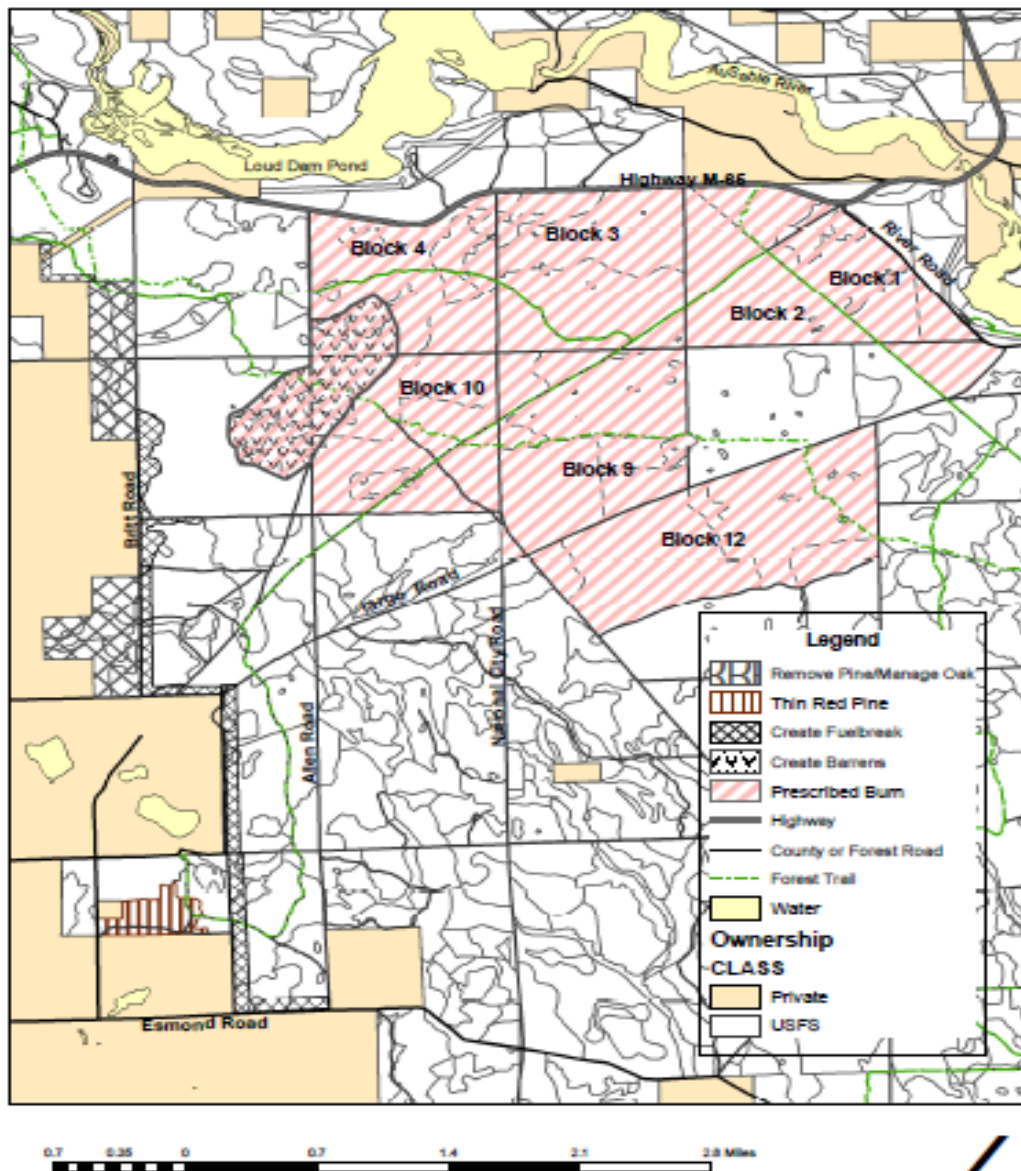 AuSable River
Loud Dam Pond
Highway M-65
River Road
Block 4
Block 3
Block 1
Block 2
Block 10
Block 9
Block 12
Britt Road
Road
National City Road
Allen Road
Esmond Road
Legend
Remove Pine/Manage Oak
Thin Red Pine
Create Fuelbreak
Create Barrens
Prescribed Burn
Highway
County or Forest Road
Forest Trail
Water
Ownership
CLASS
Private
USFS
0.7 0.35 0 0.7 1.4 2.1 2.8 Miles